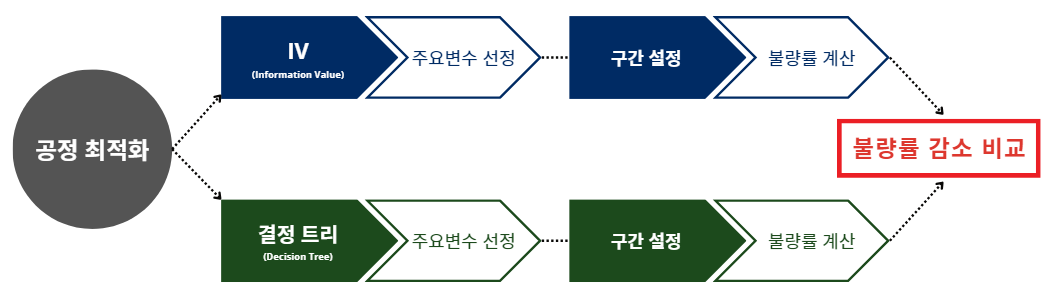 공정 최적화
IV
(Information Value)
주요변수 선정
구간 설정
불량률 계산
결정 트리
(Decision Tree)
주요변수 선정
구간 설정
불량률 계산
불량률 감소 비교